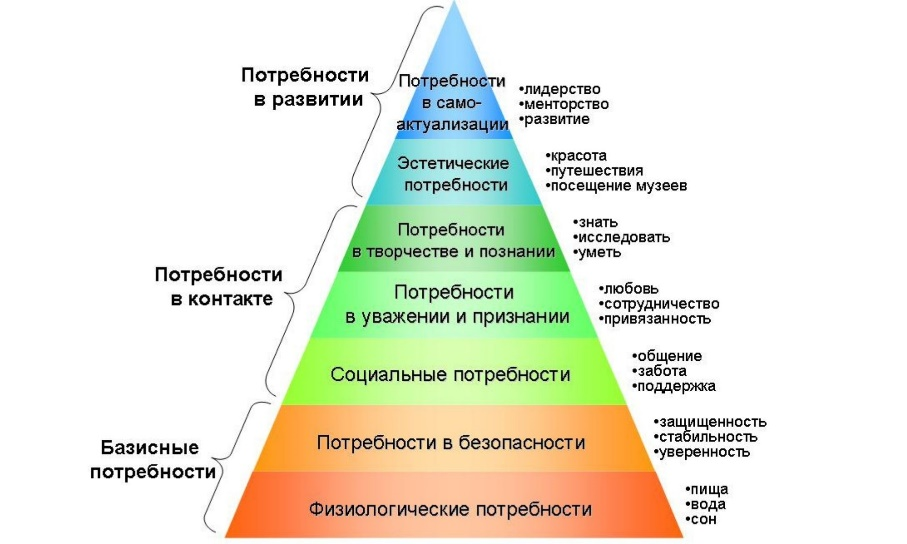 Потребности
в развитии
Потребности
в само-
актуализации
•лидерство
•менторство
•развитие
Эстетические
потребности
•красота
•путешествия
•посещение музеев
Потребности
в контакте
Потребности
в творчестве и познании
•знать
•исследовать
•уметь
Потребности
в уважении и признании
•любовь
•сотрудничество
•привязанность
Социальные потребности
•общение
•забота
•поддержка
Базисные
потребности
Потребности в безопасности
•защищенность
•стабильность
•уверенность
Физиологические потребности
•пища
•вода
•сон